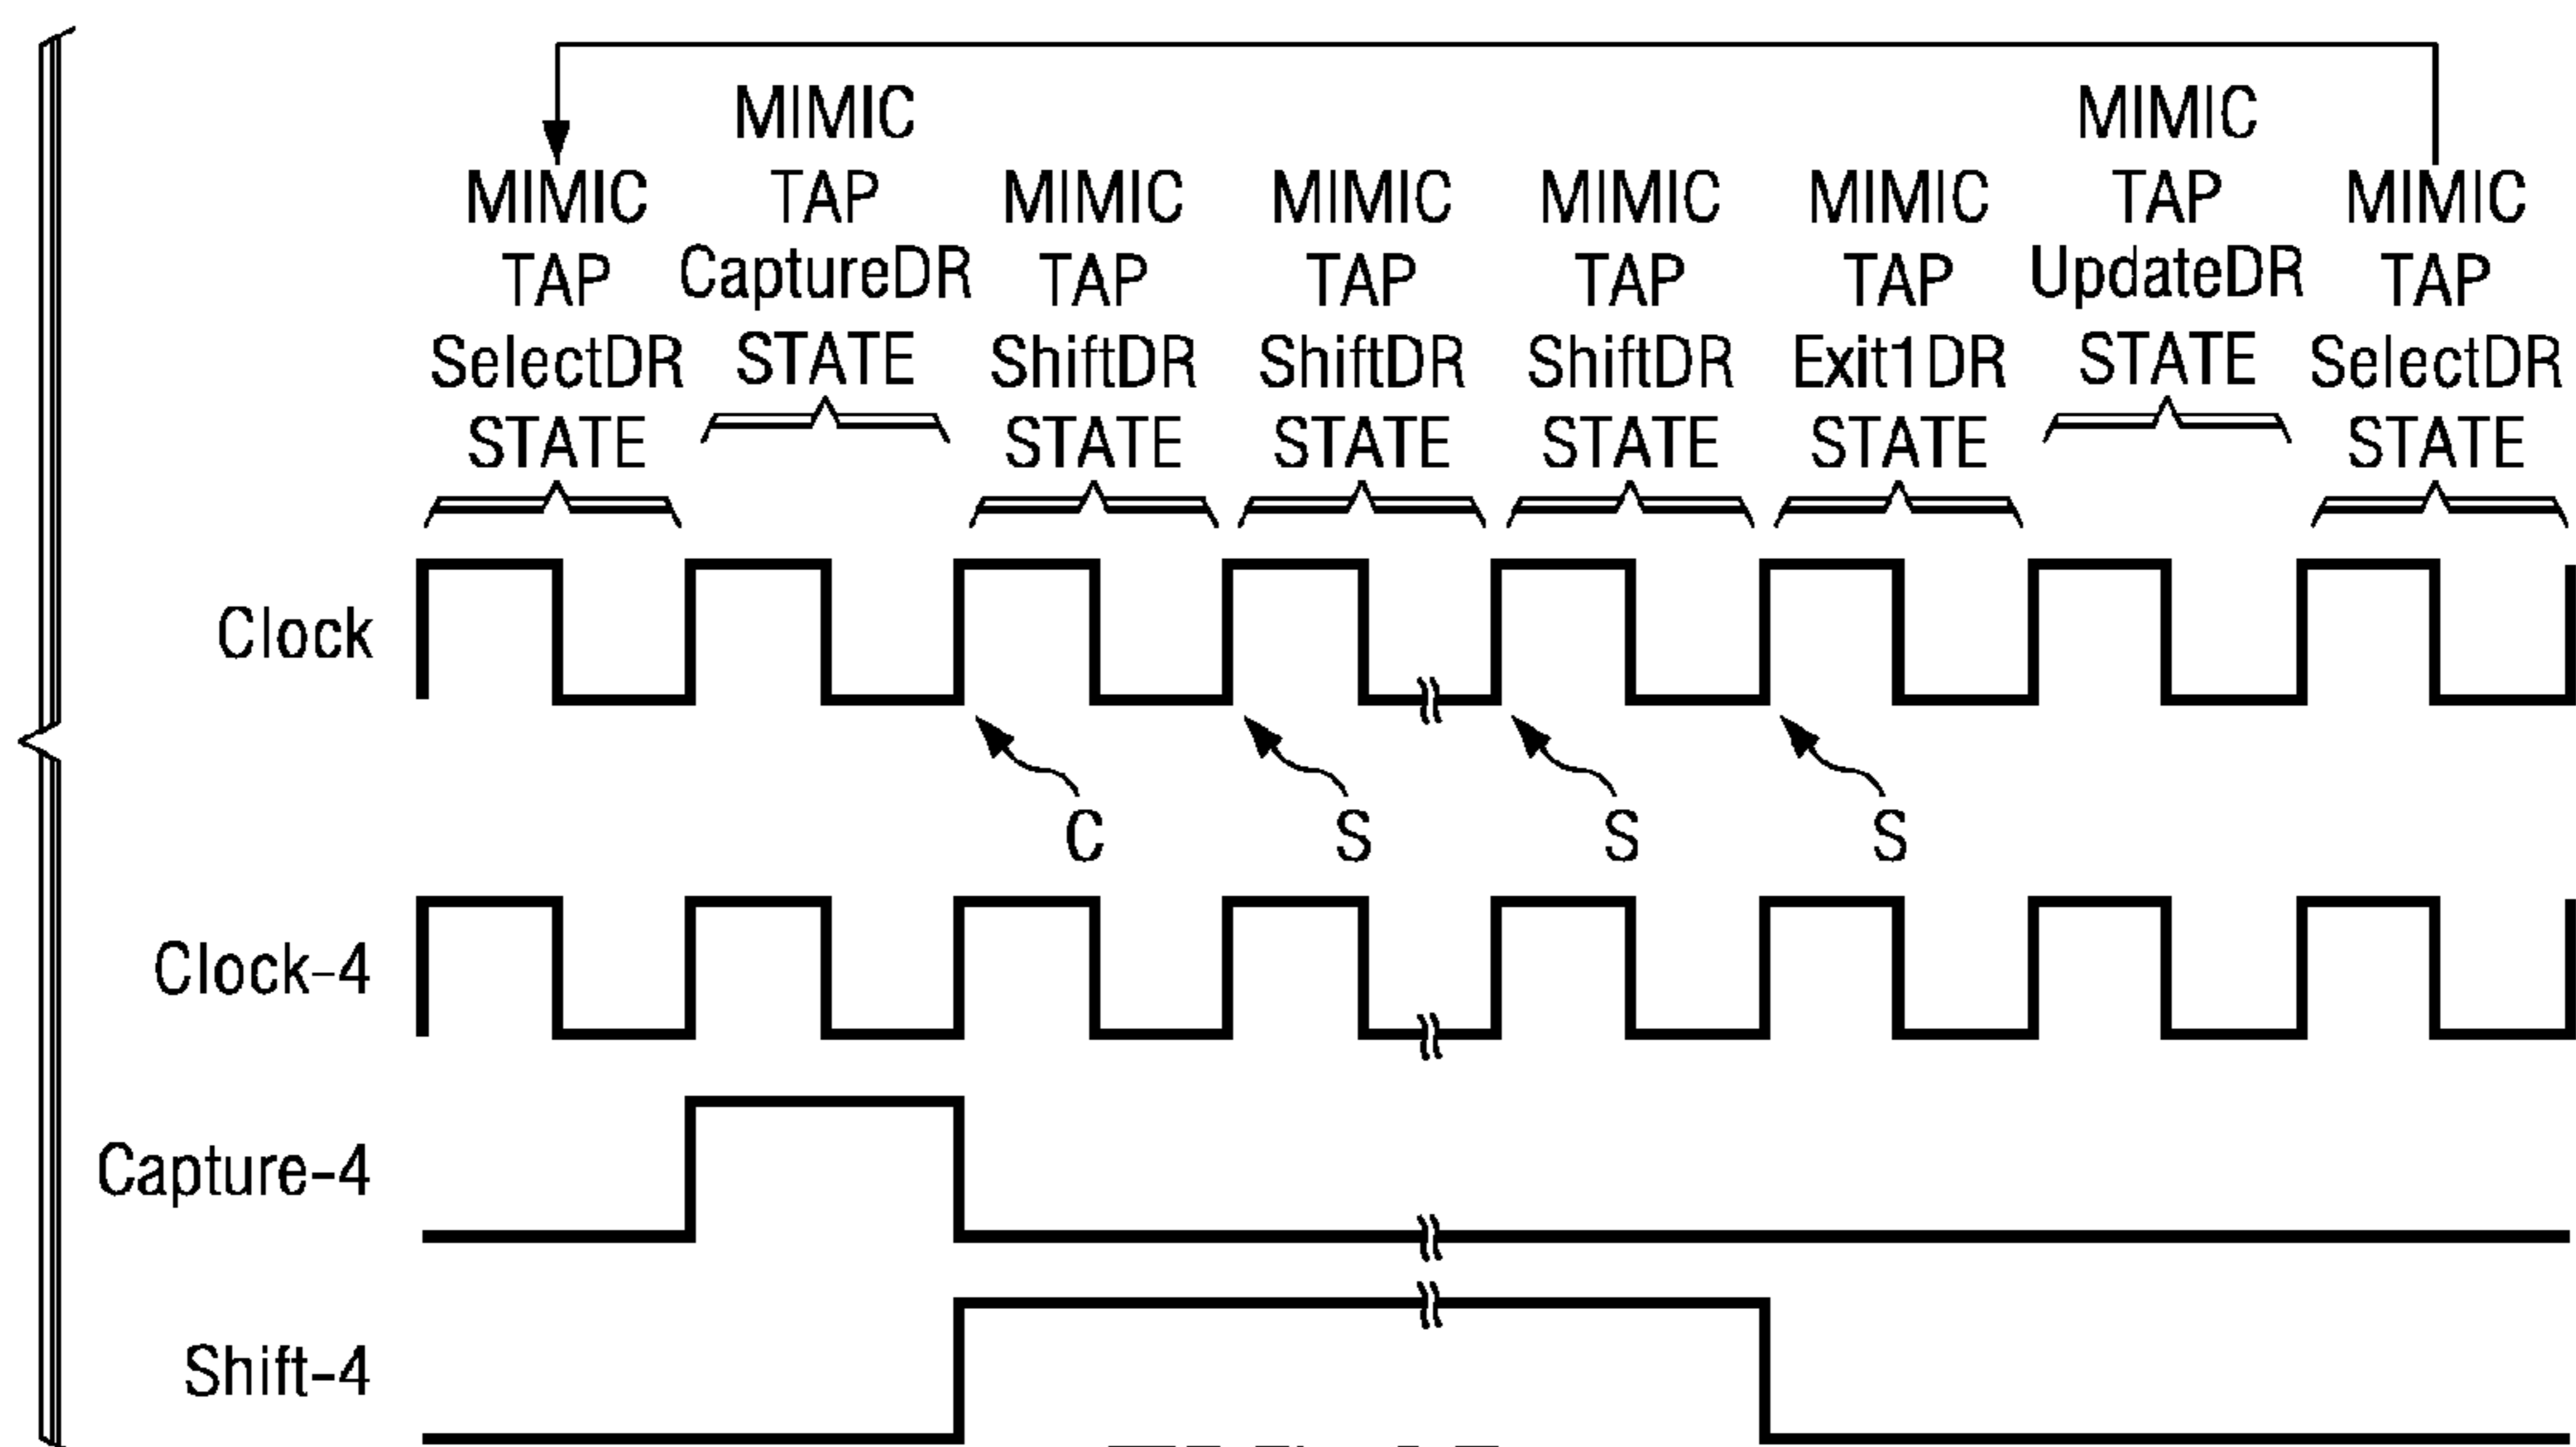 MIMIC
TAP
SelectDR
STATE
MIMIC
TAP
CaptureDR
STATE
MIMIC
TAP
ShiftDR
STATE
MIMIC
TAP
ShiftDR
STATE
MIMIC
TAP
ShiftDR
STATE
MIMIC
TAP
Exit1DR
STATE
MIMIC
TAP
UpdateDR
STATE
MIMIC
TAP
SelectDR
STATE
Clock
C
S
S
S
Clock-4
Capture-4
Shift-4